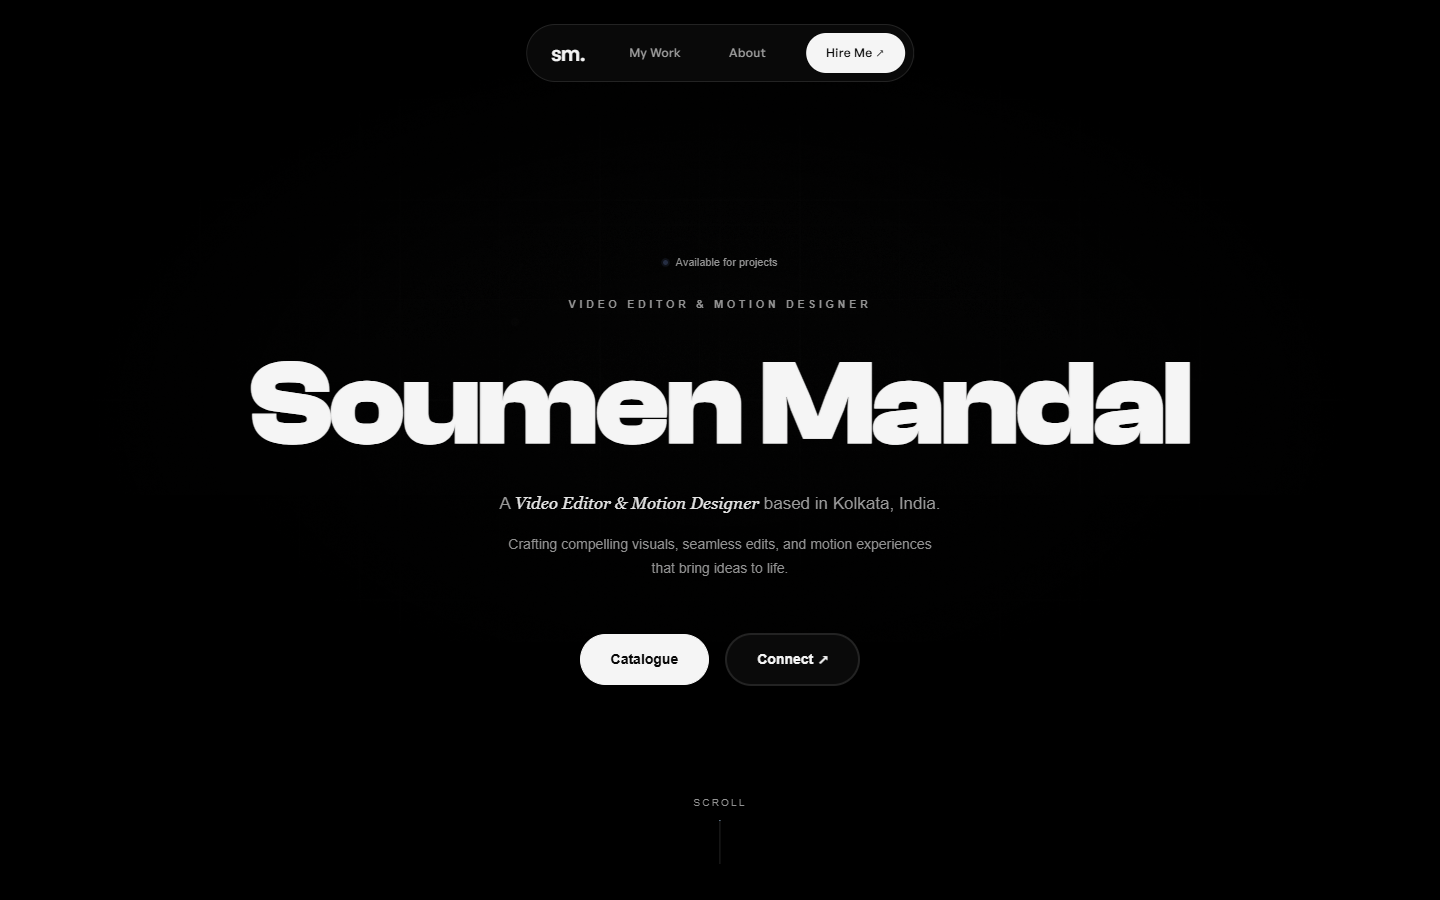 sm.
My Work
About
Hire Me ↗
Available for projects
VIDEO EDITOR & MOTION DESIGNER
Soumen Mandal
A Video Editor & Motion Designer based in Kolkata, India.
Crafting compelling visuals, seamless edits, and motion experiences
that bring ideas to life.
Catalogue
Connect ↗
SCROLL